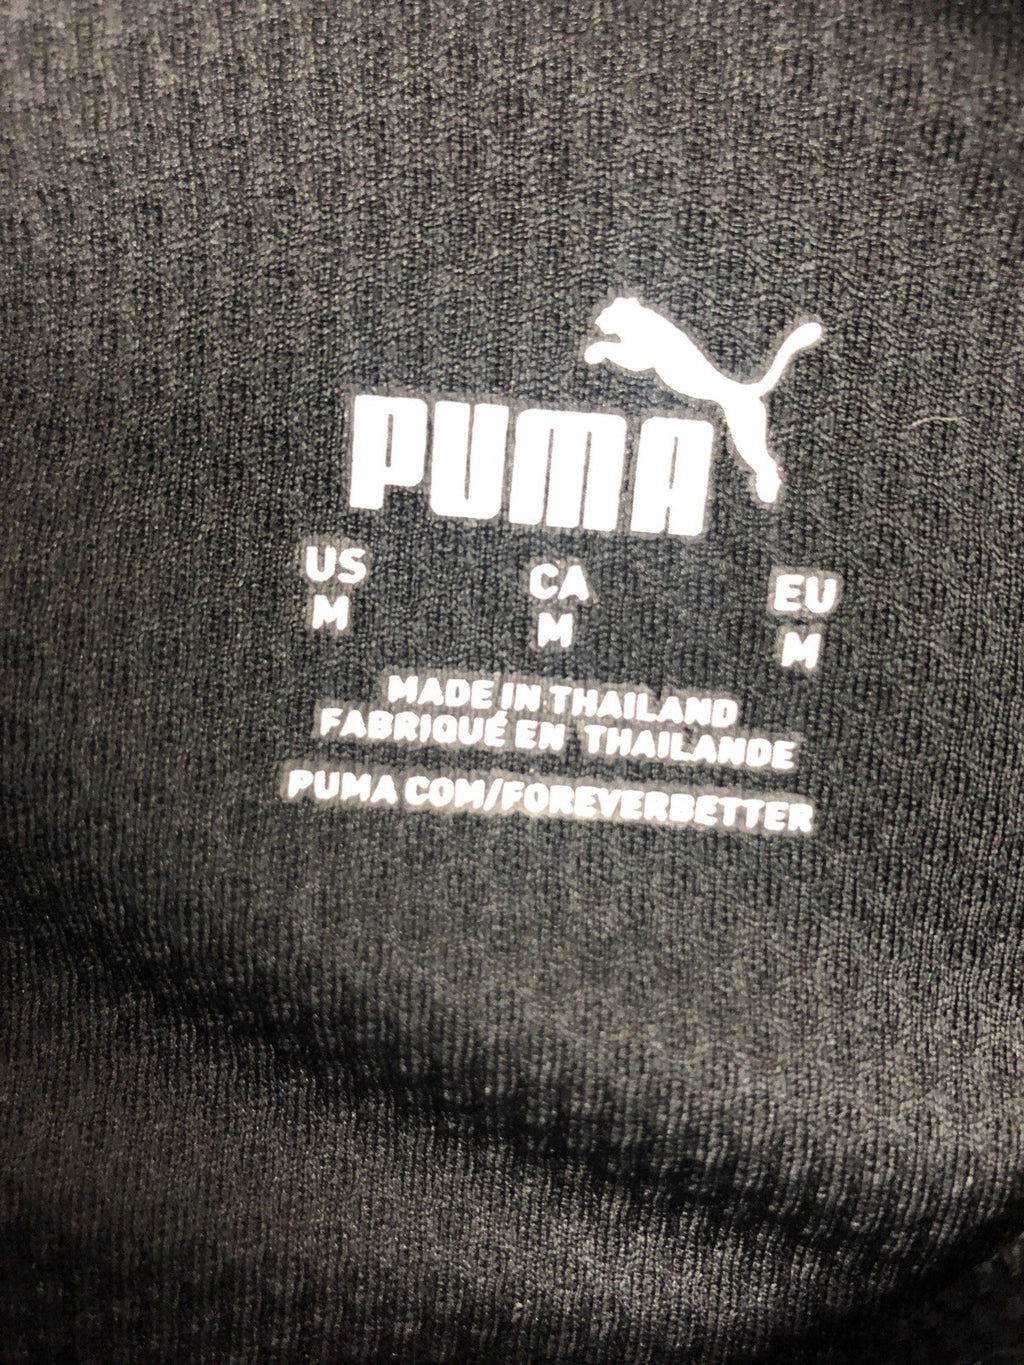 PUMA
US CA EU
M M M
MADE IN THAILAND
FABRIQUÉ EN THAILANDE
PUMA.COM/FOREVERBETTER